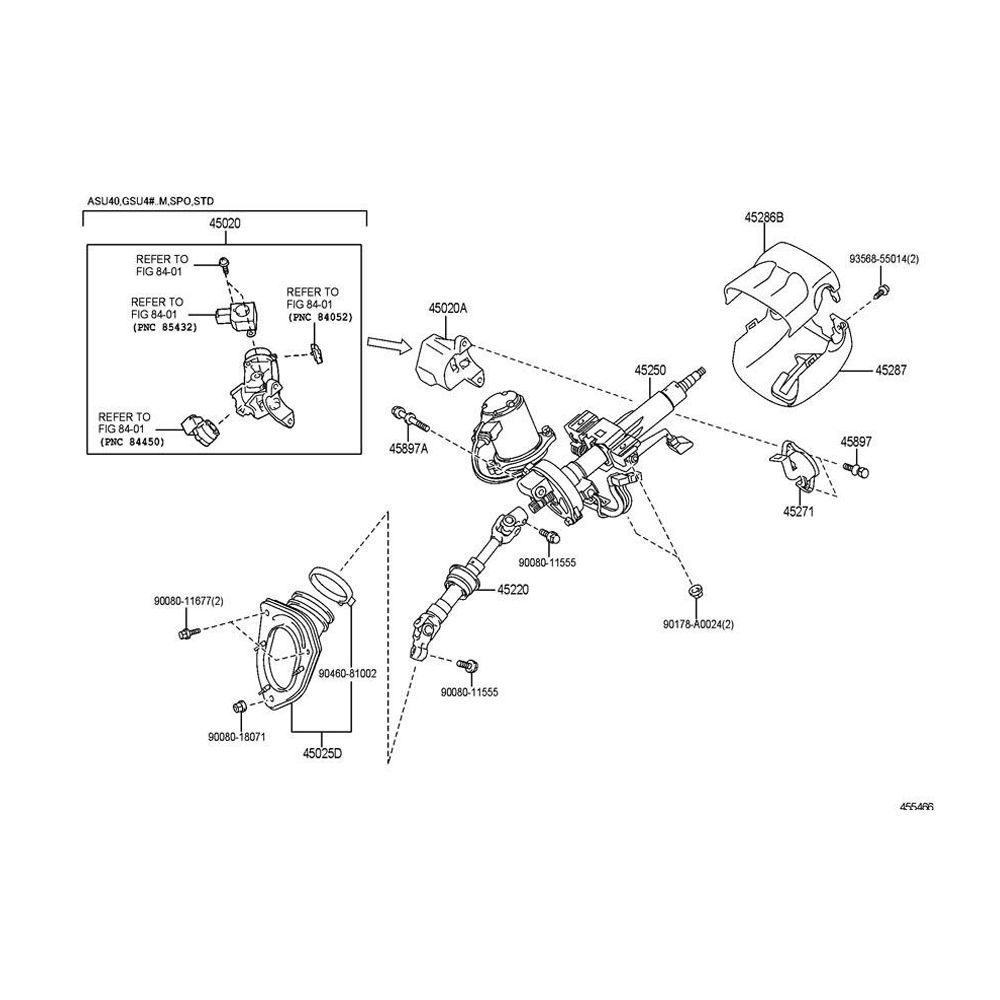 ASU40,GSU4#..M,SPO,STD
45020
REFER TO
FIG 84-01
REFER TO
FIG 84-01
(PNC 85432)
REFER TO
FIG 84-01
(PNC 84052)
REFER TO
FIG 84-01
(PNC 84450)
45020A
45897A
45250
45286B
93568-55014(2)
45287
45897
45271
90080-11555
45220
90178-A0024(2)
90080-11677(2)
90460-81002
90080-11555
90080-18071
45025D
455466